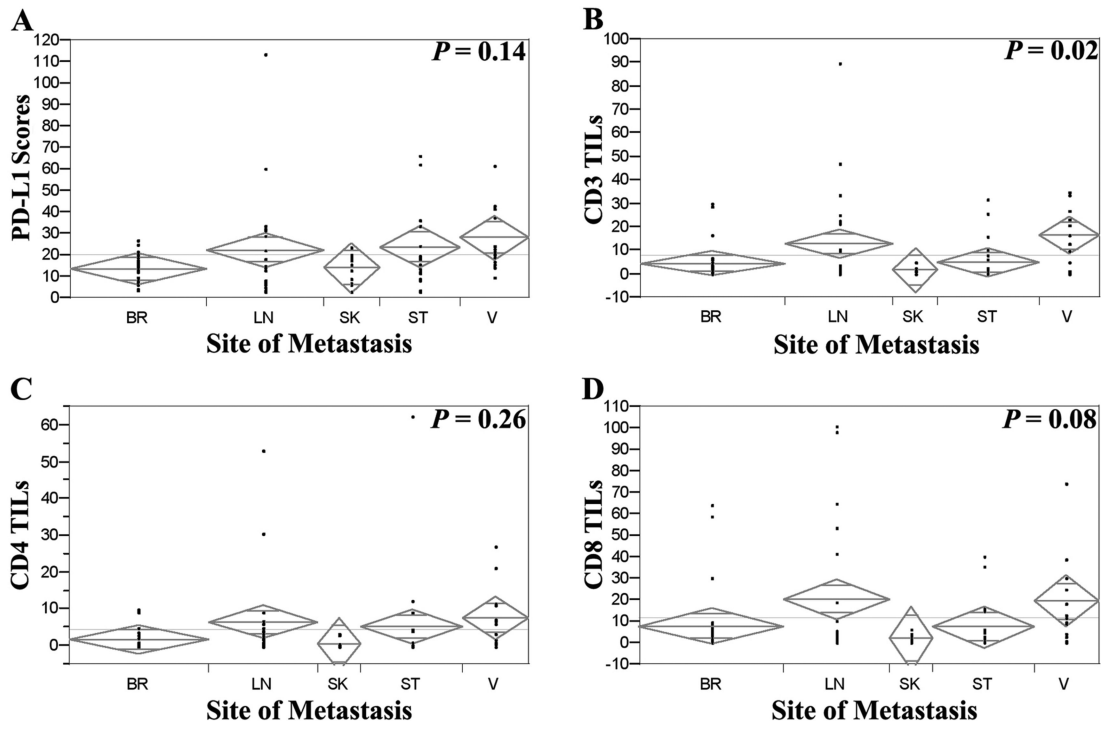 A
P = 0.14
PD-L1 Scores
120
110
100
90
80
70
60
50
40
30
20
10
0
BR LN SK ST V
Site of Metastasis
B
P = 0.02
CD3 TILs
100
90
80
70
60
50
40
30
20
10
0
-10
BR LN SK ST V
Site of Metastasis
C
P = 0.26
CD4 TILs
60
50
40
30
20
10
0
BR LN SK ST V
Site of Metastasis
D
P = 0.08
CD8 TILs
110
100
90
80
70
60
50
40
30
20
10
0
-10
BR LN SK ST V
Site of Metastasis